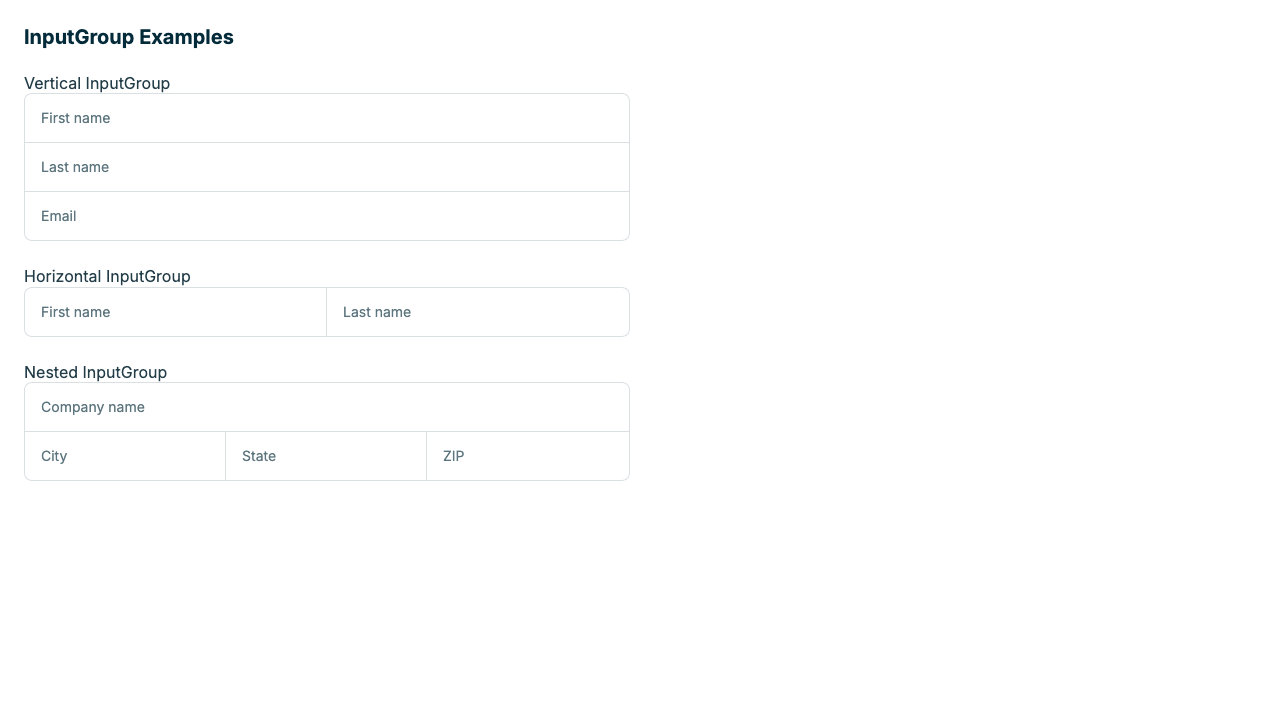 InputGroup Examples
Vertical InputGroup
First name
Last name
Email
Horizontal InputGroup
First name Last name
Nested InputGroup
Company name
City State ZIP